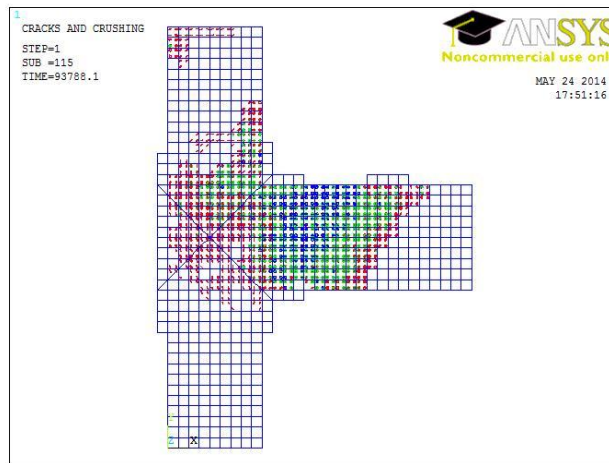 1
CRACKS AND CRUSHING
STEP=1
SUB =115
TIME=93788.1
ANSYS
Noncommercial use only
MAY 24 2014
17:51:16
Y
Z X